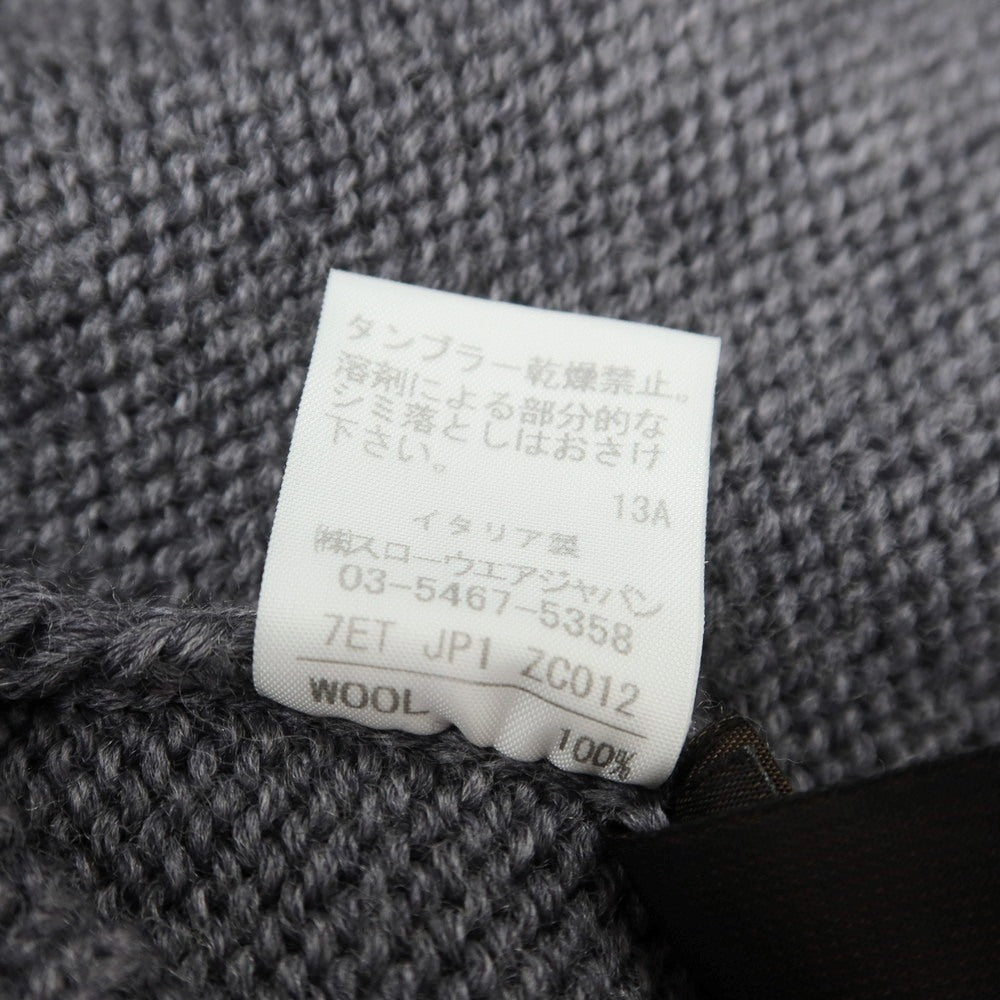 タンブラー乾燥禁止。
溶剤による部分的な
シミ落としはおさけ
下さい。
13A
イタリア製
㈱スローウエアジャパン
03-5467-5358
7ET JP1 ZC012
WOOL 100%